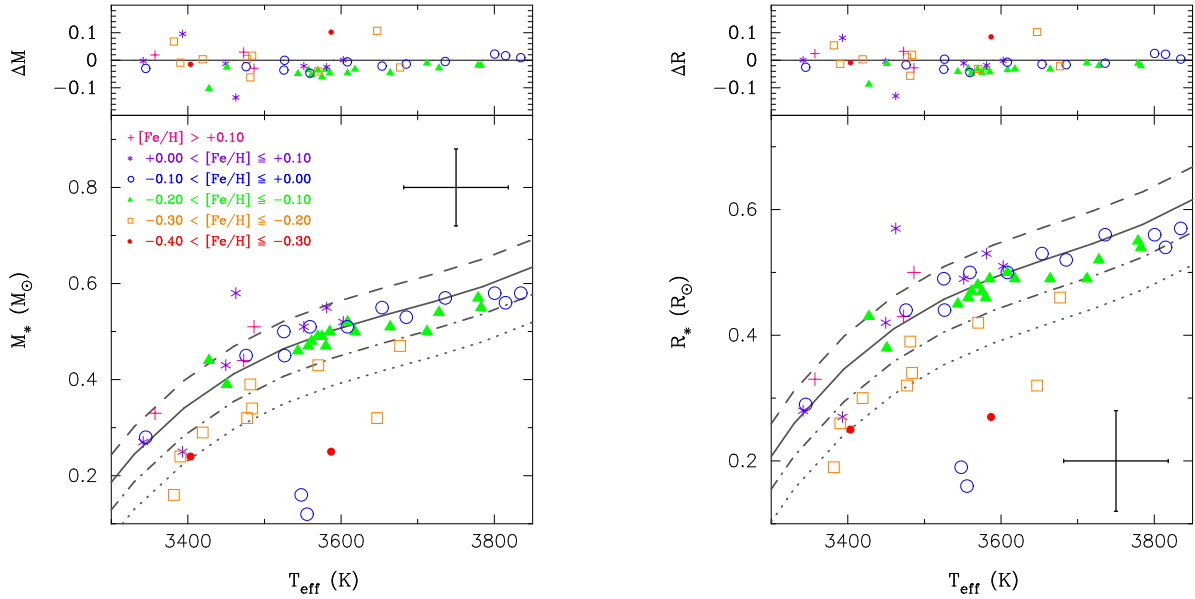 ΔM
0.1
0
−0.1
ΔR
0.1
0
−0.1
M* (M⊙)
0.8
0.6
0.4
0.2
+ [Fe/H] > +0.10
* +0.00 < [Fe/H] ≦ +0.10
○ −0.10 < [Fe/H] ≦ +0.00
▲ −0.20 < [Fe/H] ≦ −0.10
□ −0.30 < [Fe/H] ≦ −0.20
● −0.40 < [Fe/H] ≦ −0.30
3400 3600 3800
T_eff (K)
R* (R⊙)
0.6
0.4
0.2
3400 3600 3800
T_eff (K)